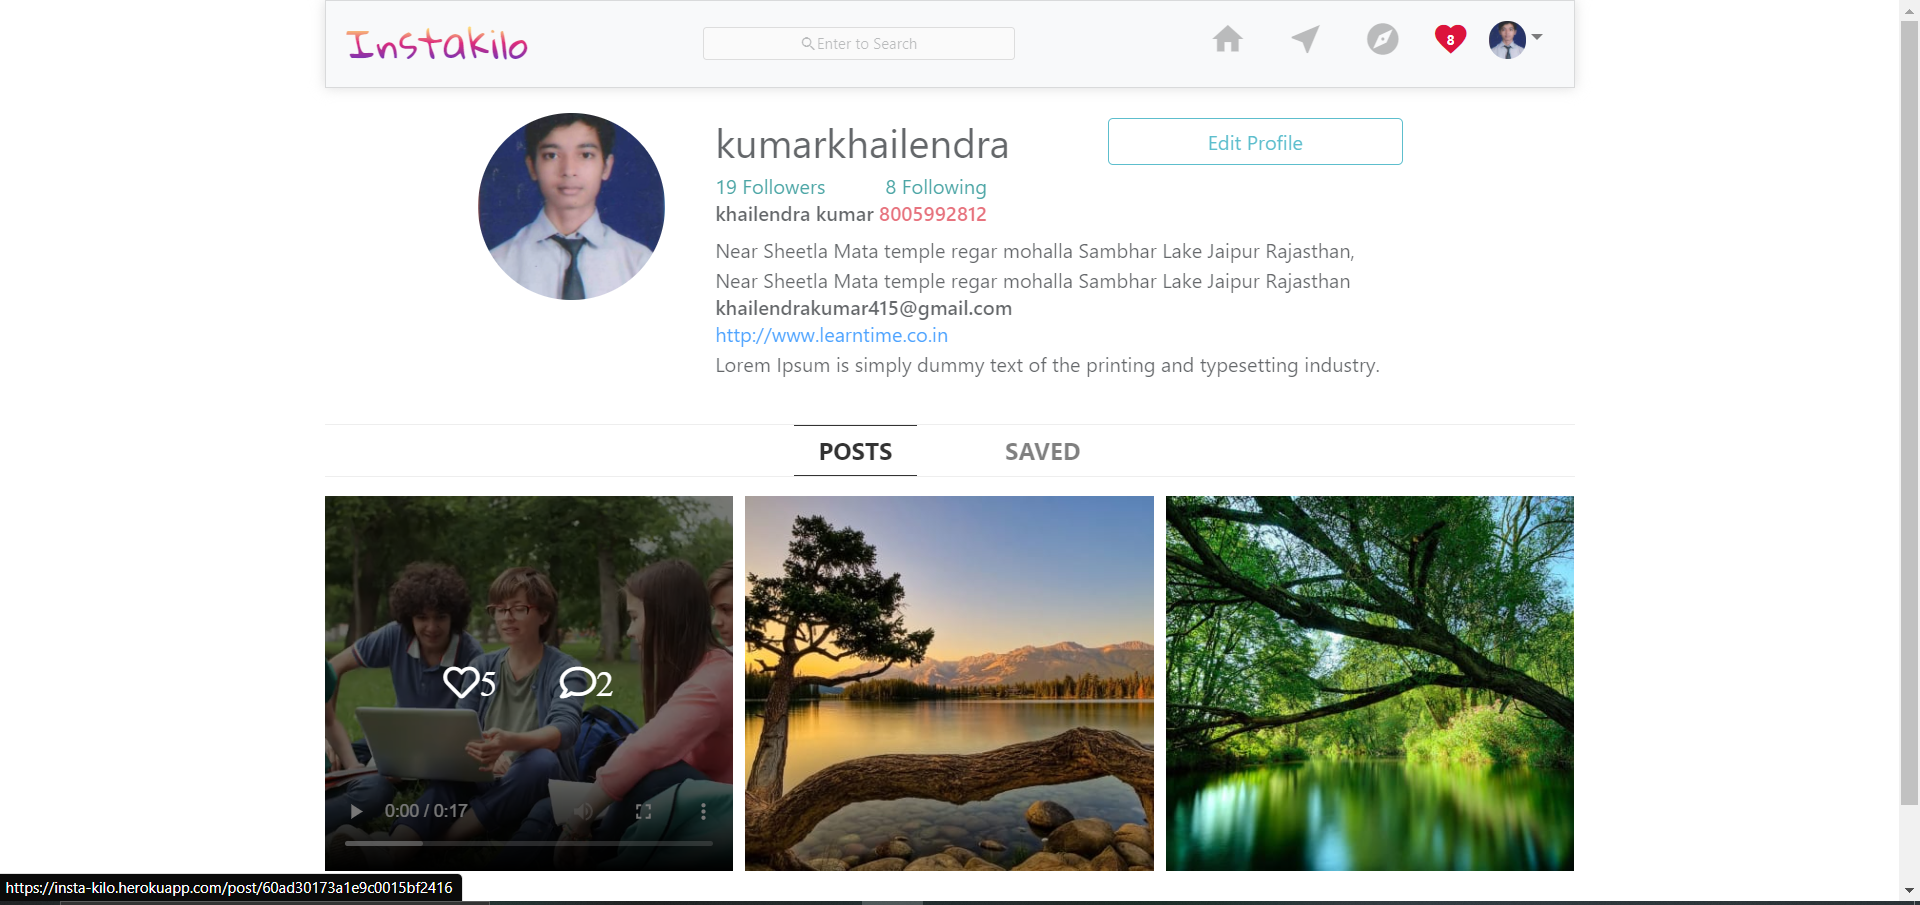 Instakilo
Enter to Search
8
kumarkhailendra
Edit Profile
19 Followers 8 Following
khailendra kumar 8005992812
Near Sheetla Mata temple regar mohalla Sambhar Lake Jaipur Rajasthan,
Near Sheetla Mata temple regar mohalla Sambhar Lake Jaipur Rajasthan
khailendrakumar415@gmail.com
http://www.learntime.co.in
Lorem Ipsum is simply dummy text of the printing and typesetting industry.
POSTS SAVED
5 2
0:00 / 0:17
https://insta-kilo.herokuapp.com/post/60ad30173a1e9c0015bf2416